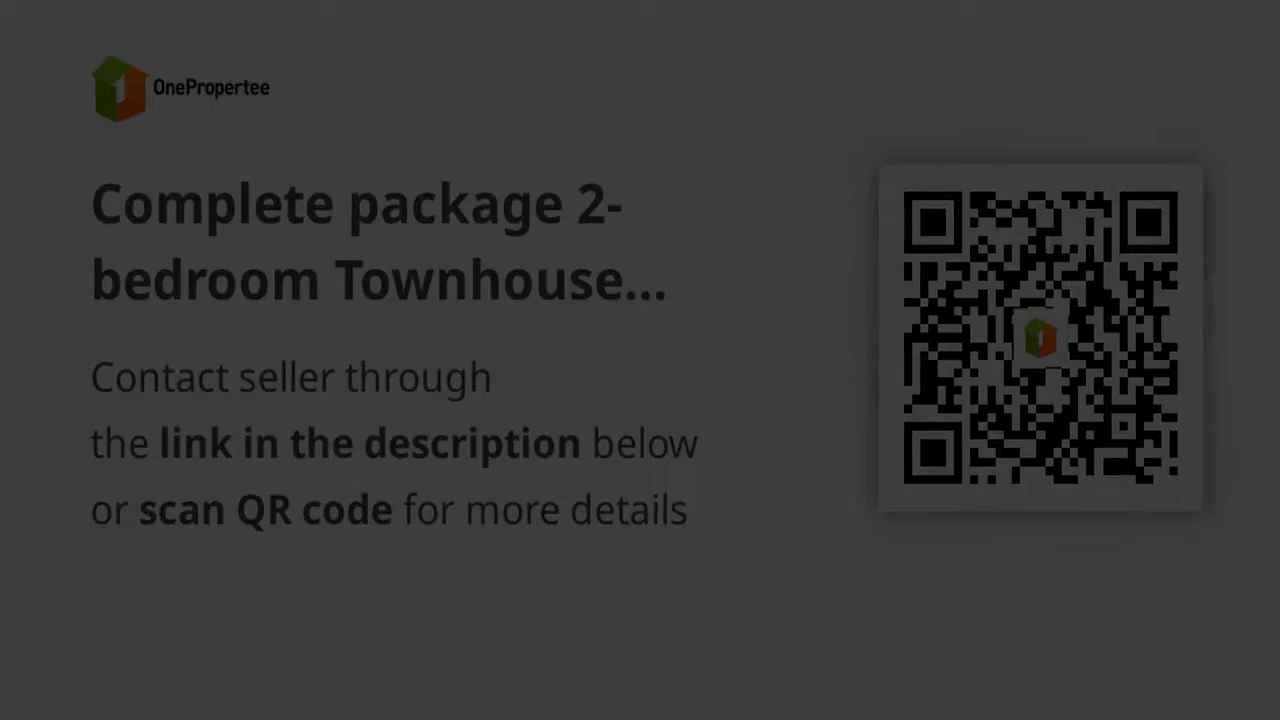 OnePropertee
Complete package 2-
bedroom Townhouse...
Contact seller through
the link in the description below
or scan QR code for more details